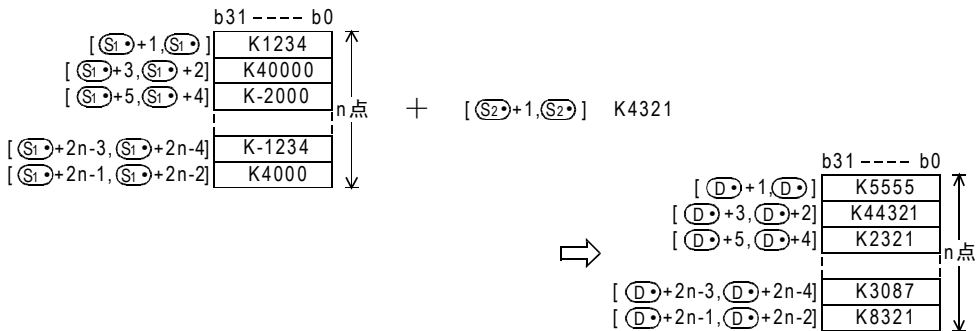 b31 ---- b0
[ S1・+1, S1・ ] K1234
[ S1・+3, S1・ +2] K40000
[ S1・+5, S1・ +4] K-2000
n点
+ [ S2・+1, S2・ ] K4321
[ S1・+2n-3, S1・+2n-4] K-1234
[ S1・+2n-1, S1・+2n-2] K4000
b31 ---- b0
[ D・+1, D・ ] K5555
[ D・+3, D・+2] K44321
[ D・+5, D・+4] K2321
n点
[ D・+2n-3, D・+2n-4] K3087
[ D・+2n-1, D・+2n-2] K8321